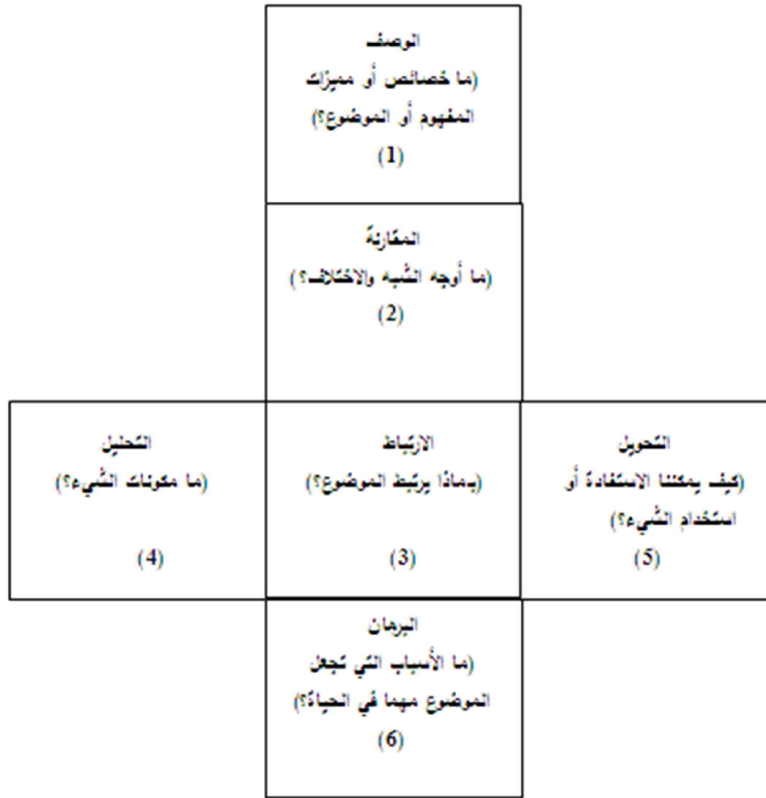 الوصف
(ما خصائص أو مميزات
المفهوم أو الموضوع؟)
(1)
المقارنة
(ما أوجه الشبه والاختلاف؟)
(2)
التحويل
(كيف يمكننا الاستفادة أو
استخدام الشيء؟)
(5)
الارتباط
(بماذا يرتبط الموضوع؟)
(3)
التحليل
(ما مكونات الشيء؟)
(4)
البرهان
(ما الأسباب التي تجعل
الموضوع مهما في الحياة؟)
(6)